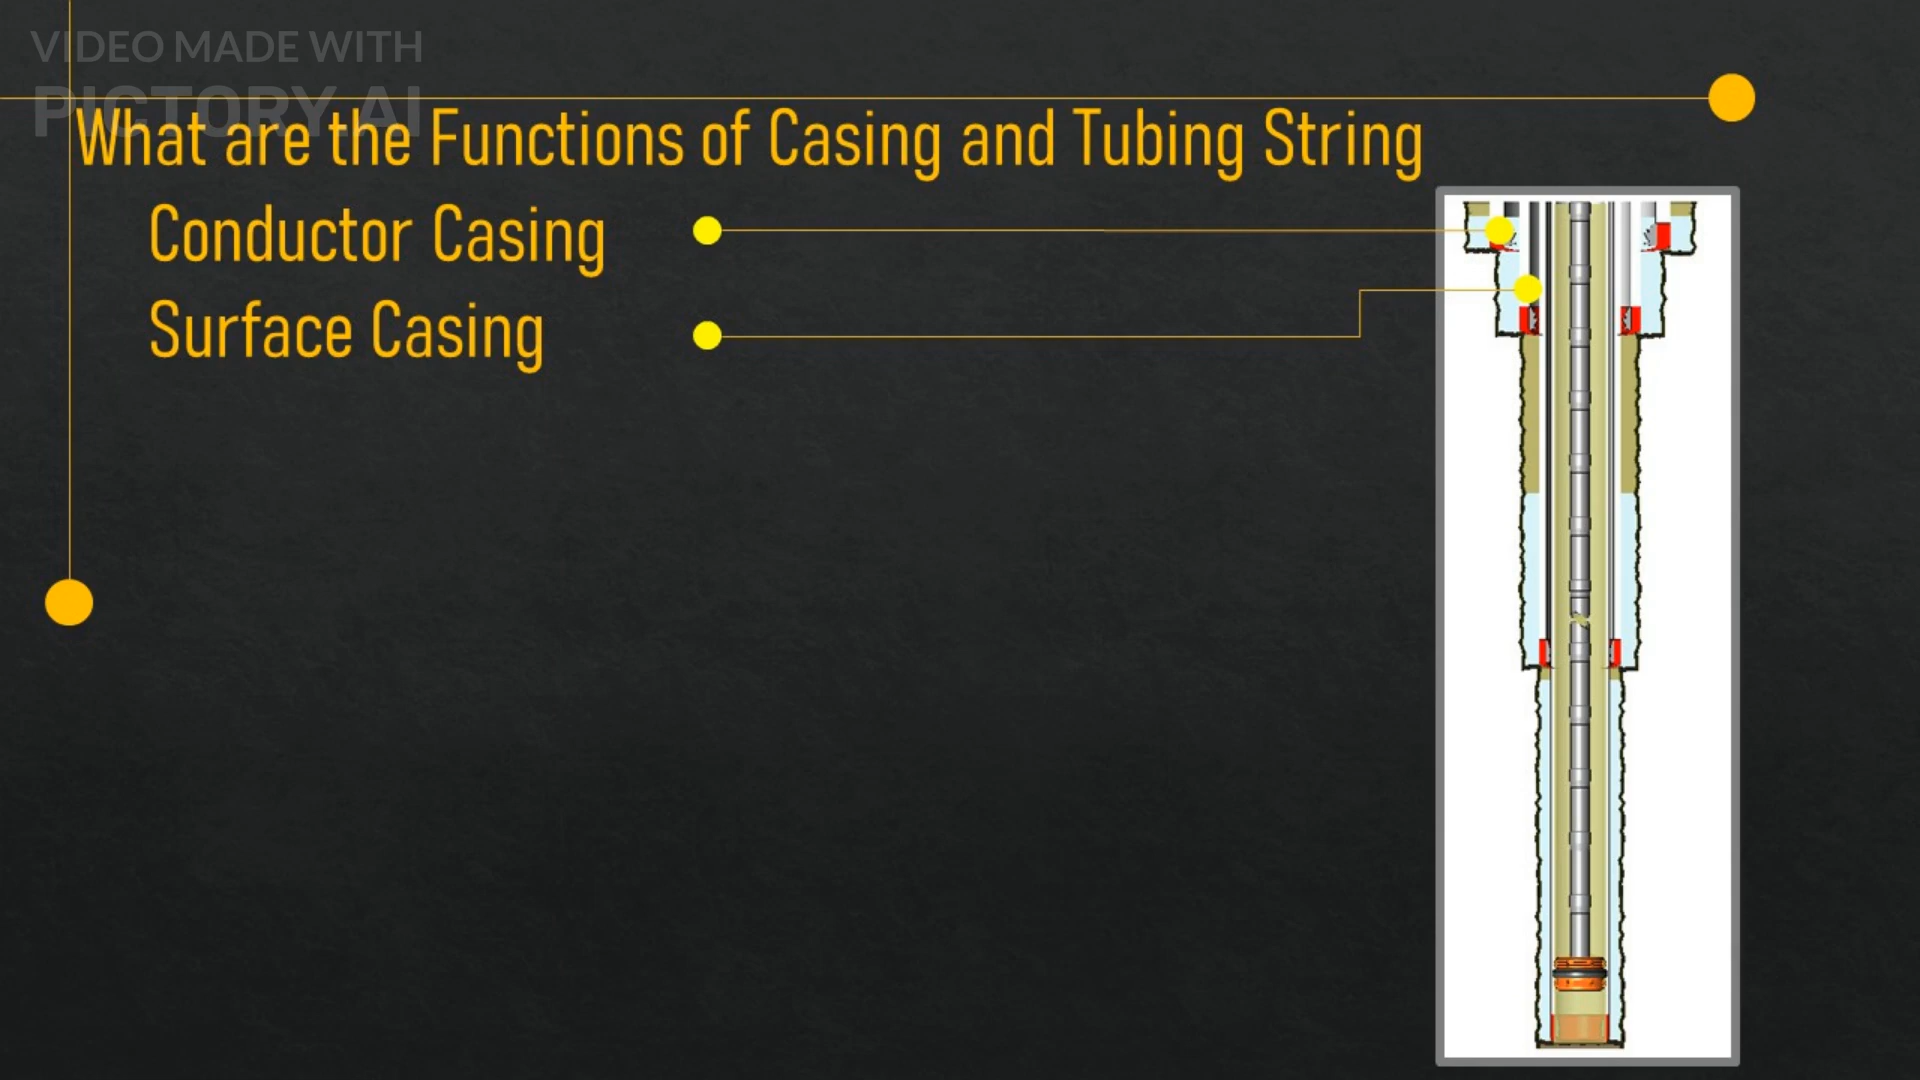 VIDEO MADE WITH
PICTORY.AI
What are the Functions of Casing and Tubing String
Conductor Casing
Surface Casing